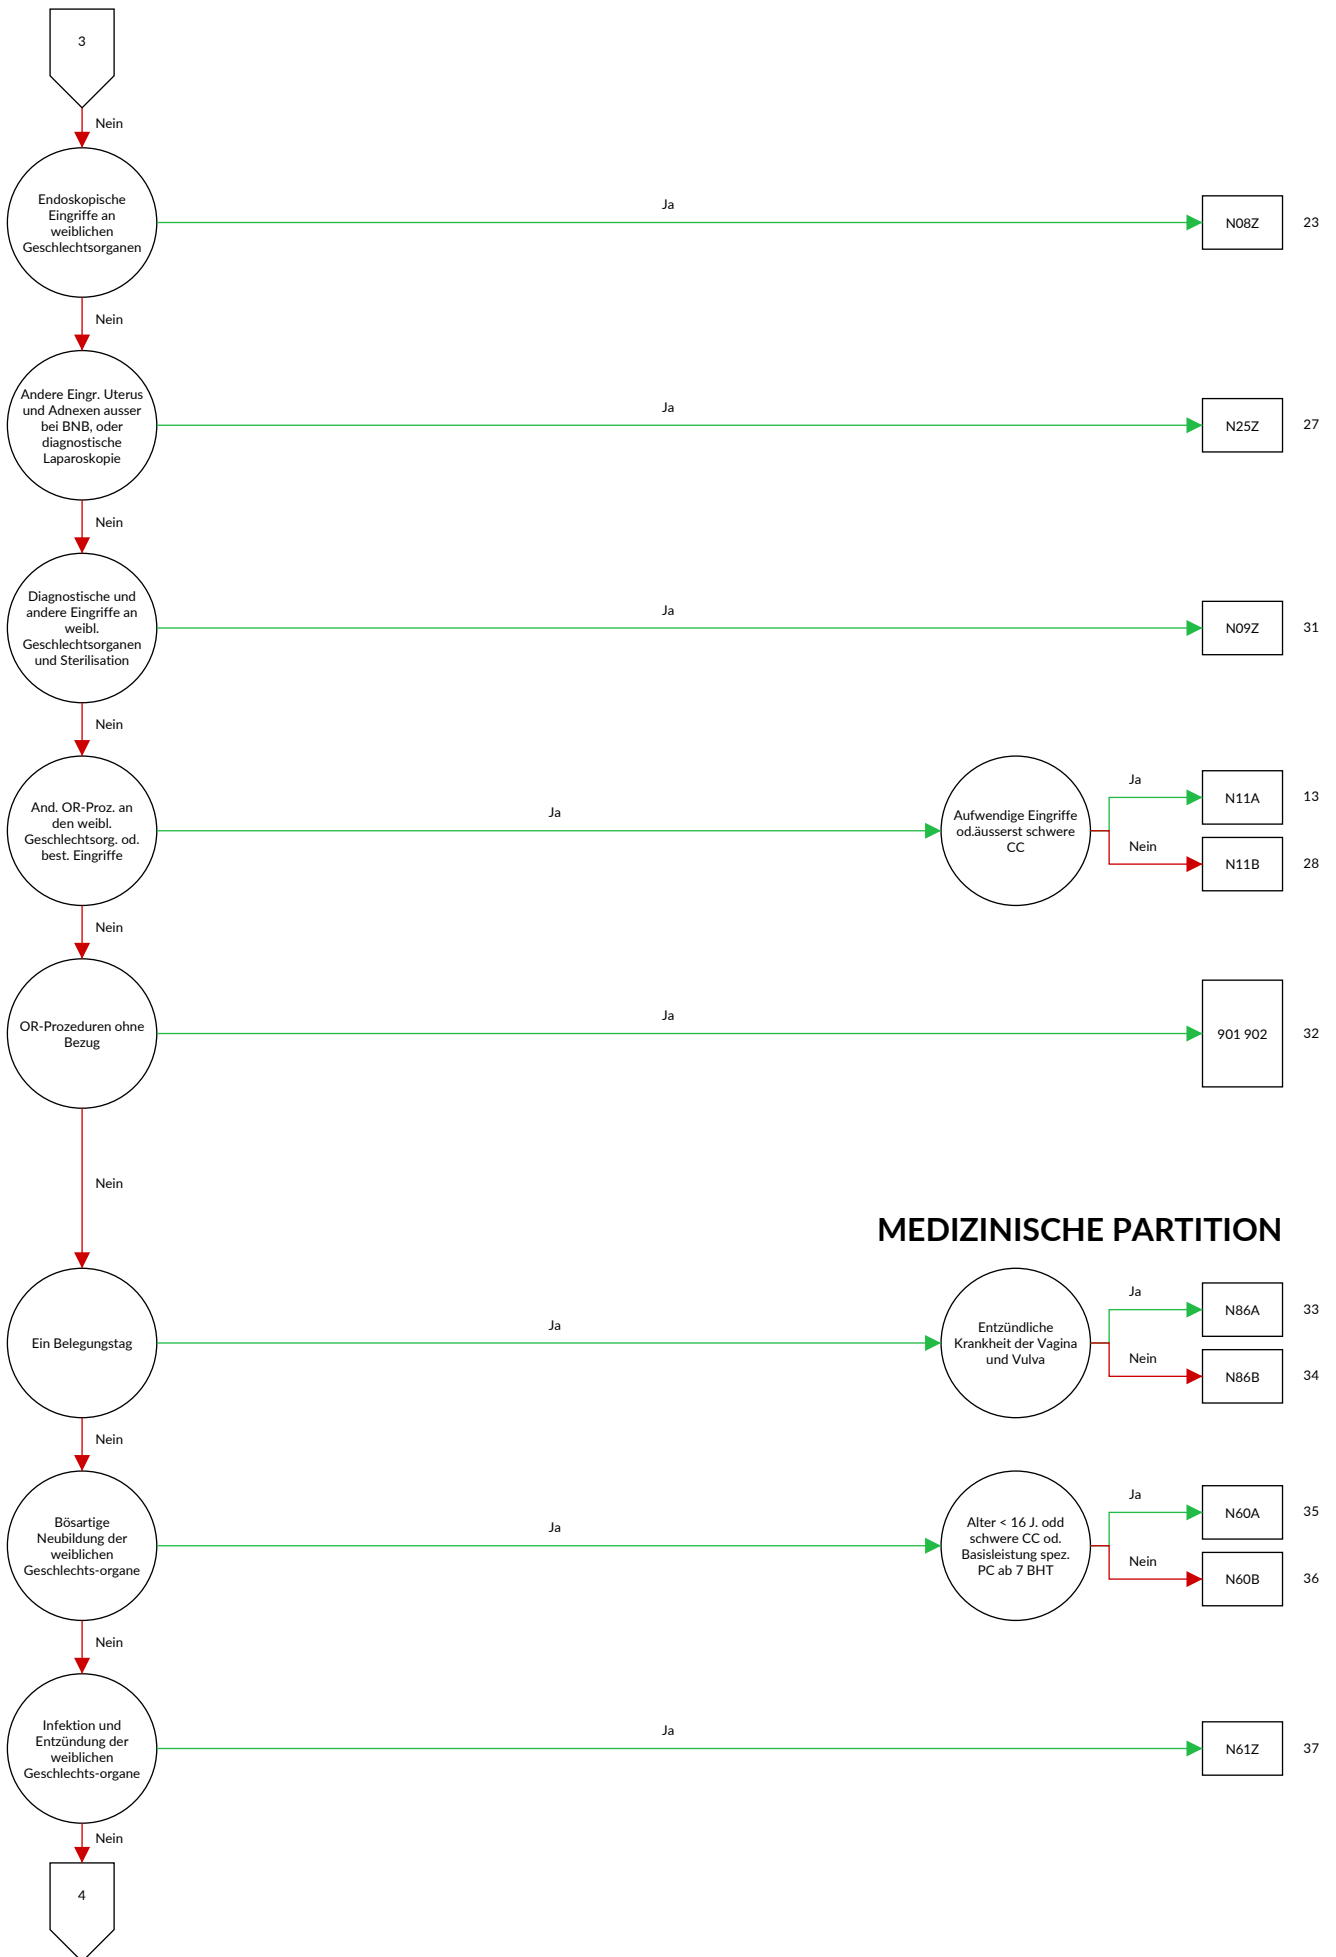 3
Nein
Endoskopische
Eingriffe an
weiblichen
Geschlechtsorganen
Ja
N08Z
23
Nein
Andere Eingr. Uterus
und Adnexen ausser
bei BNB, oder
diagnostische
Laparoskopie
Ja
N25Z
27
Nein
Diagnostische und
andere Eingriffe an
weibl.
Geschlechtsorganen
und Sterilisation
Ja
N09Z
31
Nein
And. OR-Proz. an
den weibl.
Geschlechtsorg. od.
best. Eingriffe
Ja
Aufwendige Eingriffe
od.äusserst schwere
CC
Ja
N11A
13
Nein
N11B
28
Nein
OR-Prozeduren ohne
Bezug
Ja
901 902
32
Nein
MEDIZINISCHE PARTITION
Ein Belegungstag
Ja
Entzündliche
Krankheit der Vagina
und Vulva
Ja
N86A
33
Nein
N86B
34
Nein
Bösartige
Neubildung der
weiblichen
Geschlechts-organe
Ja
Alter < 16 J. odd
schwere CC od.
Basisleistung spez.
PC ab 7 BHT
Ja
N60A
35
Nein
N60B
36
Nein
Infektion und
Entzündung der
weiblichen
Geschlechts-organe
Ja
N61Z
37
Nein
4